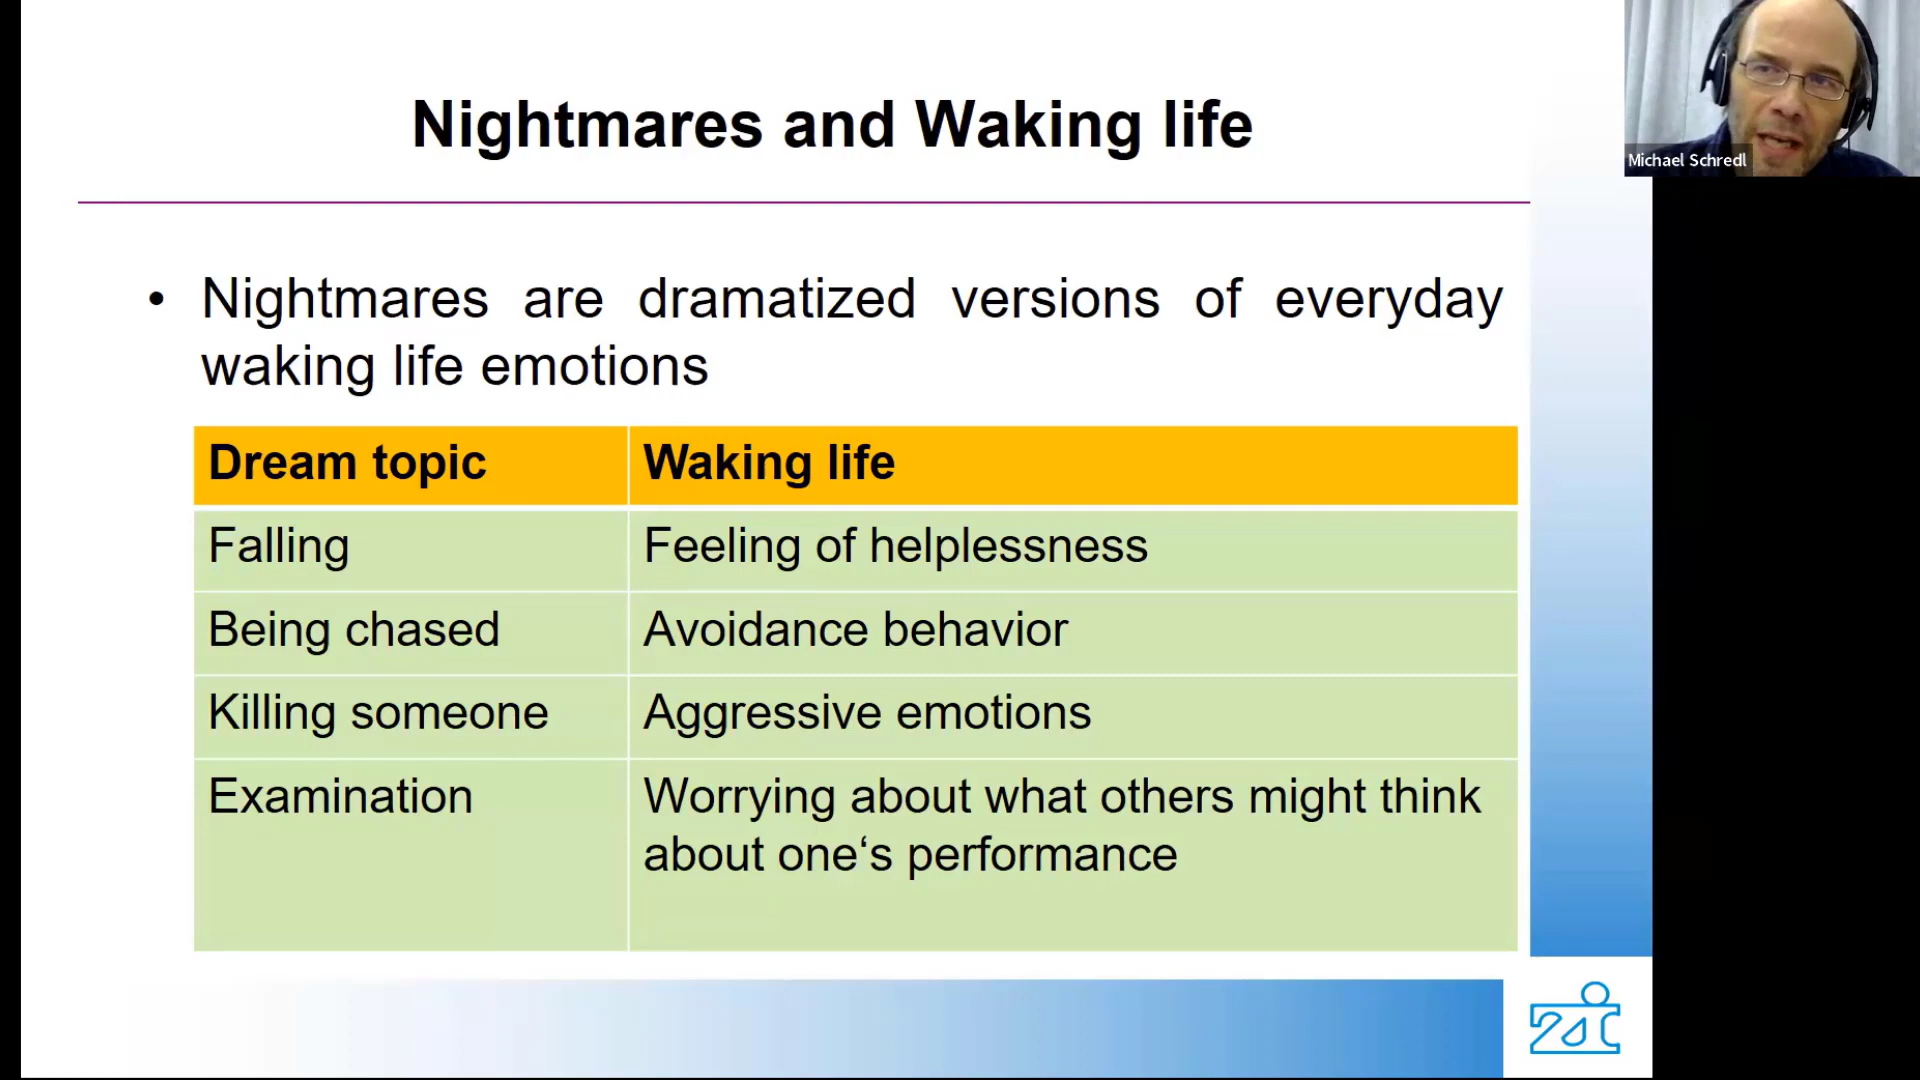 Nightmares and Waking life
Michael Schredl
• Nightmares are dramatized versions of everyday
waking life emotions
Dream topic Waking life
Falling Feeling of helplessness
Being chased Avoidance behavior
Killing someone Aggressive emotions
Examination Worrying about what others might think
about one‘s performance